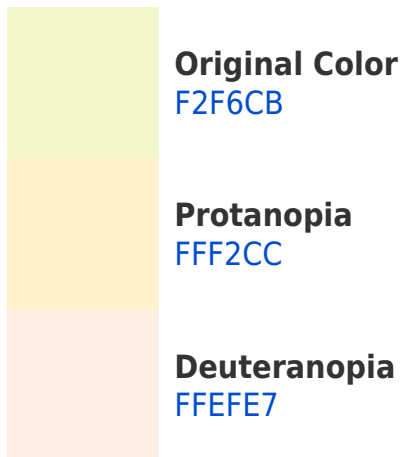 Original Color
F2F6CB
Protanopia
FFF2CC
Deuteranopia
FFEFE7